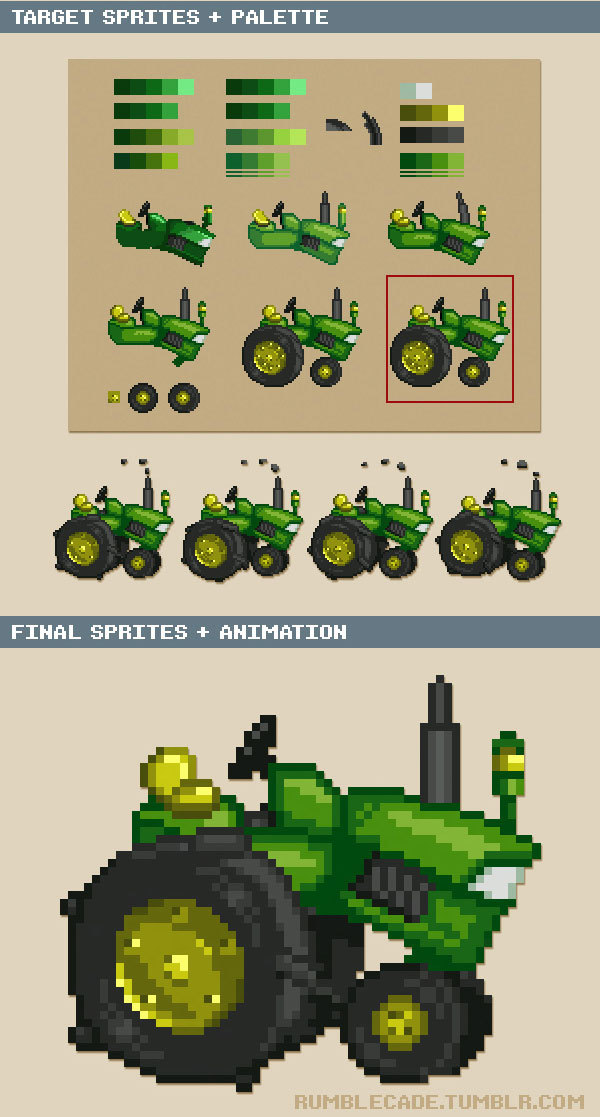 TARGET SPRITES + PALETTE
FINAL SPRITES + ANIMATION
RUMBLECADE.TUMBLR.COM